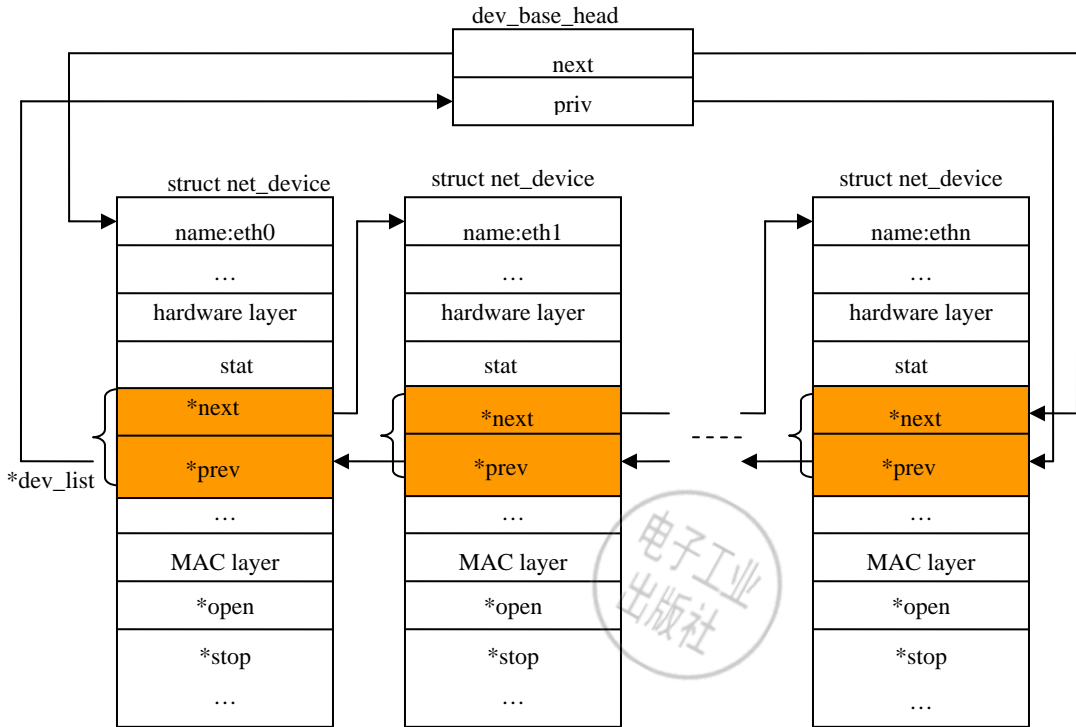 dev_base_head
next
priv
struct net_device
name:eth0
…
hardware layer
stat
*next
*prev
*dev_list
…
MAC layer
*open
*stop
…
struct net_device
name:eth1
…
hardware layer
stat
*next
*prev
…
MAC layer
*open
*stop
…
struct net_device
name:ethn
…
hardware layer
stat
*next
*prev
…
MAC layer
*open
*stop
…
电子工业
出版社